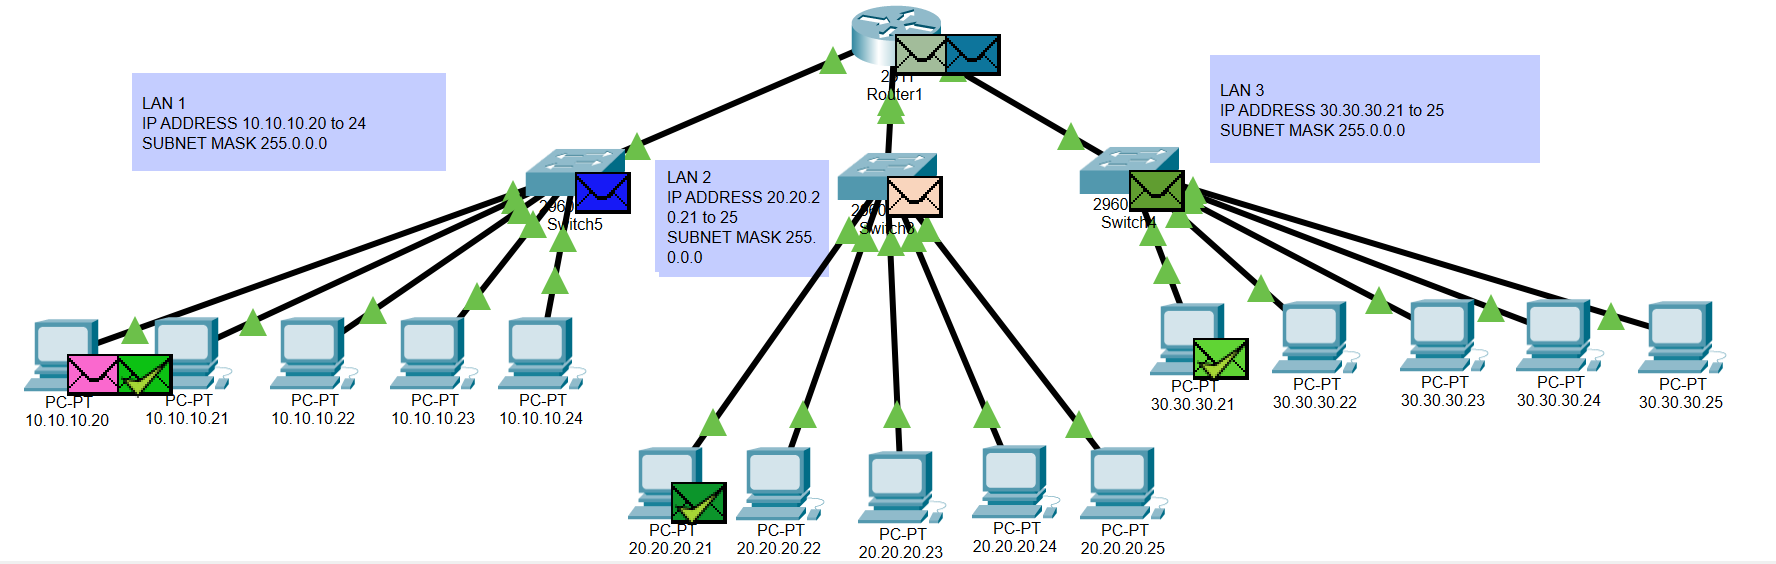 LAN 1
IP ADDRESS 10.10.10.20 to 24
SUBNET MASK 255.0.0.0
LAN 2
IP ADDRESS 20.20.2
0.21 to 25
SUBNET MASK 255.
0.0.0
LAN 3
IP ADDRESS 30.30.30.21 to 25
SUBNET MASK 255.0.0.0
Router1
2960
Switch5
2960
2960
Switch4
PC-PT
10.10.10.20
PC-PT
10.10.10.21
PC-PT
10.10.10.22
PC-PT
10.10.10.23
PC-PT
10.10.10.24
PC-PT
20.20.20.21
PC-PT
20.20.20.22
PC-PT
20.20.20.23
PC-PT
20.20.20.24
PC-PT
20.20.20.25
PC-PT
30.30.30.21
PC-PT
30.30.30.22
PC-PT
30.30.30.23
PC-PT
30.30.30.24
PC-PT
30.30.30.25